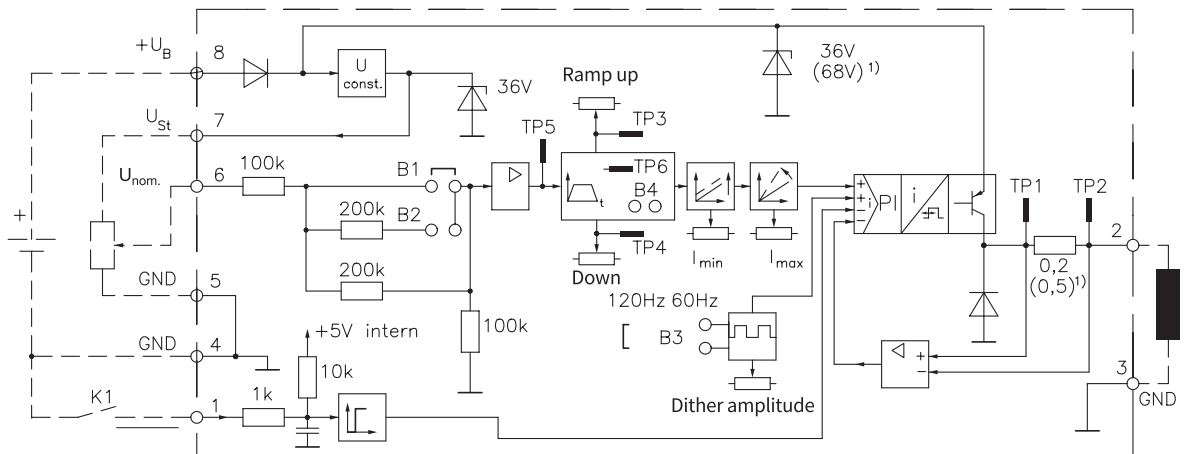 +U_B 8
U const.
36V
36V
(68V) ¹⁾
Ramp up
U_St 7
TP5
TP3
U_nom. 6
100k
B1
TP6
B4
t
TP4
B2
200k
200k
100k
Down
I_min
I_max
+
+ i
-
-
PI
i
TP1
TP2
2
0,2
(0,5)¹⁾
+
GND 5
GND 4
+5V intern
10k
K1
1
1k
120Hz 60Hz
B3
Dither amplitude
+
-
3
GND